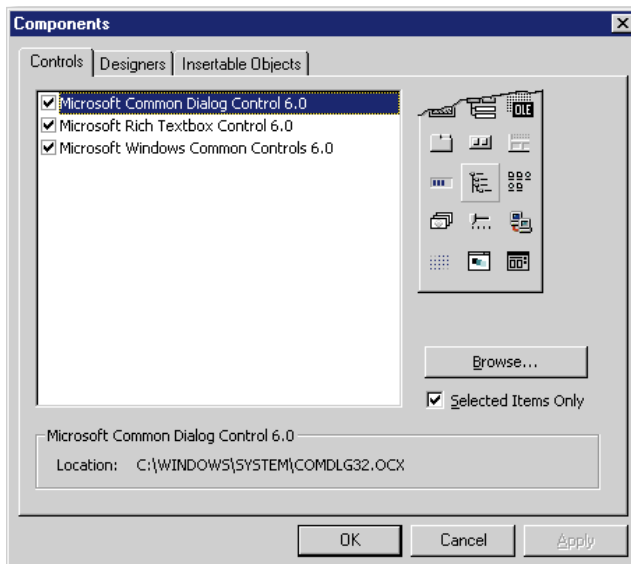 Components
Controls Designers Insertable Objects
Microsoft Common Dialog Control 6.0
Microsoft Rich Textbox Control 6.0
Microsoft Windows Common Controls 6.0
OLE
Browse...
Selected Items Only
Microsoft Common Dialog Control 6.0
Location: C:\WINDOWS\SYSTEM\COMDLG32.OCX
OK Cancel Apply